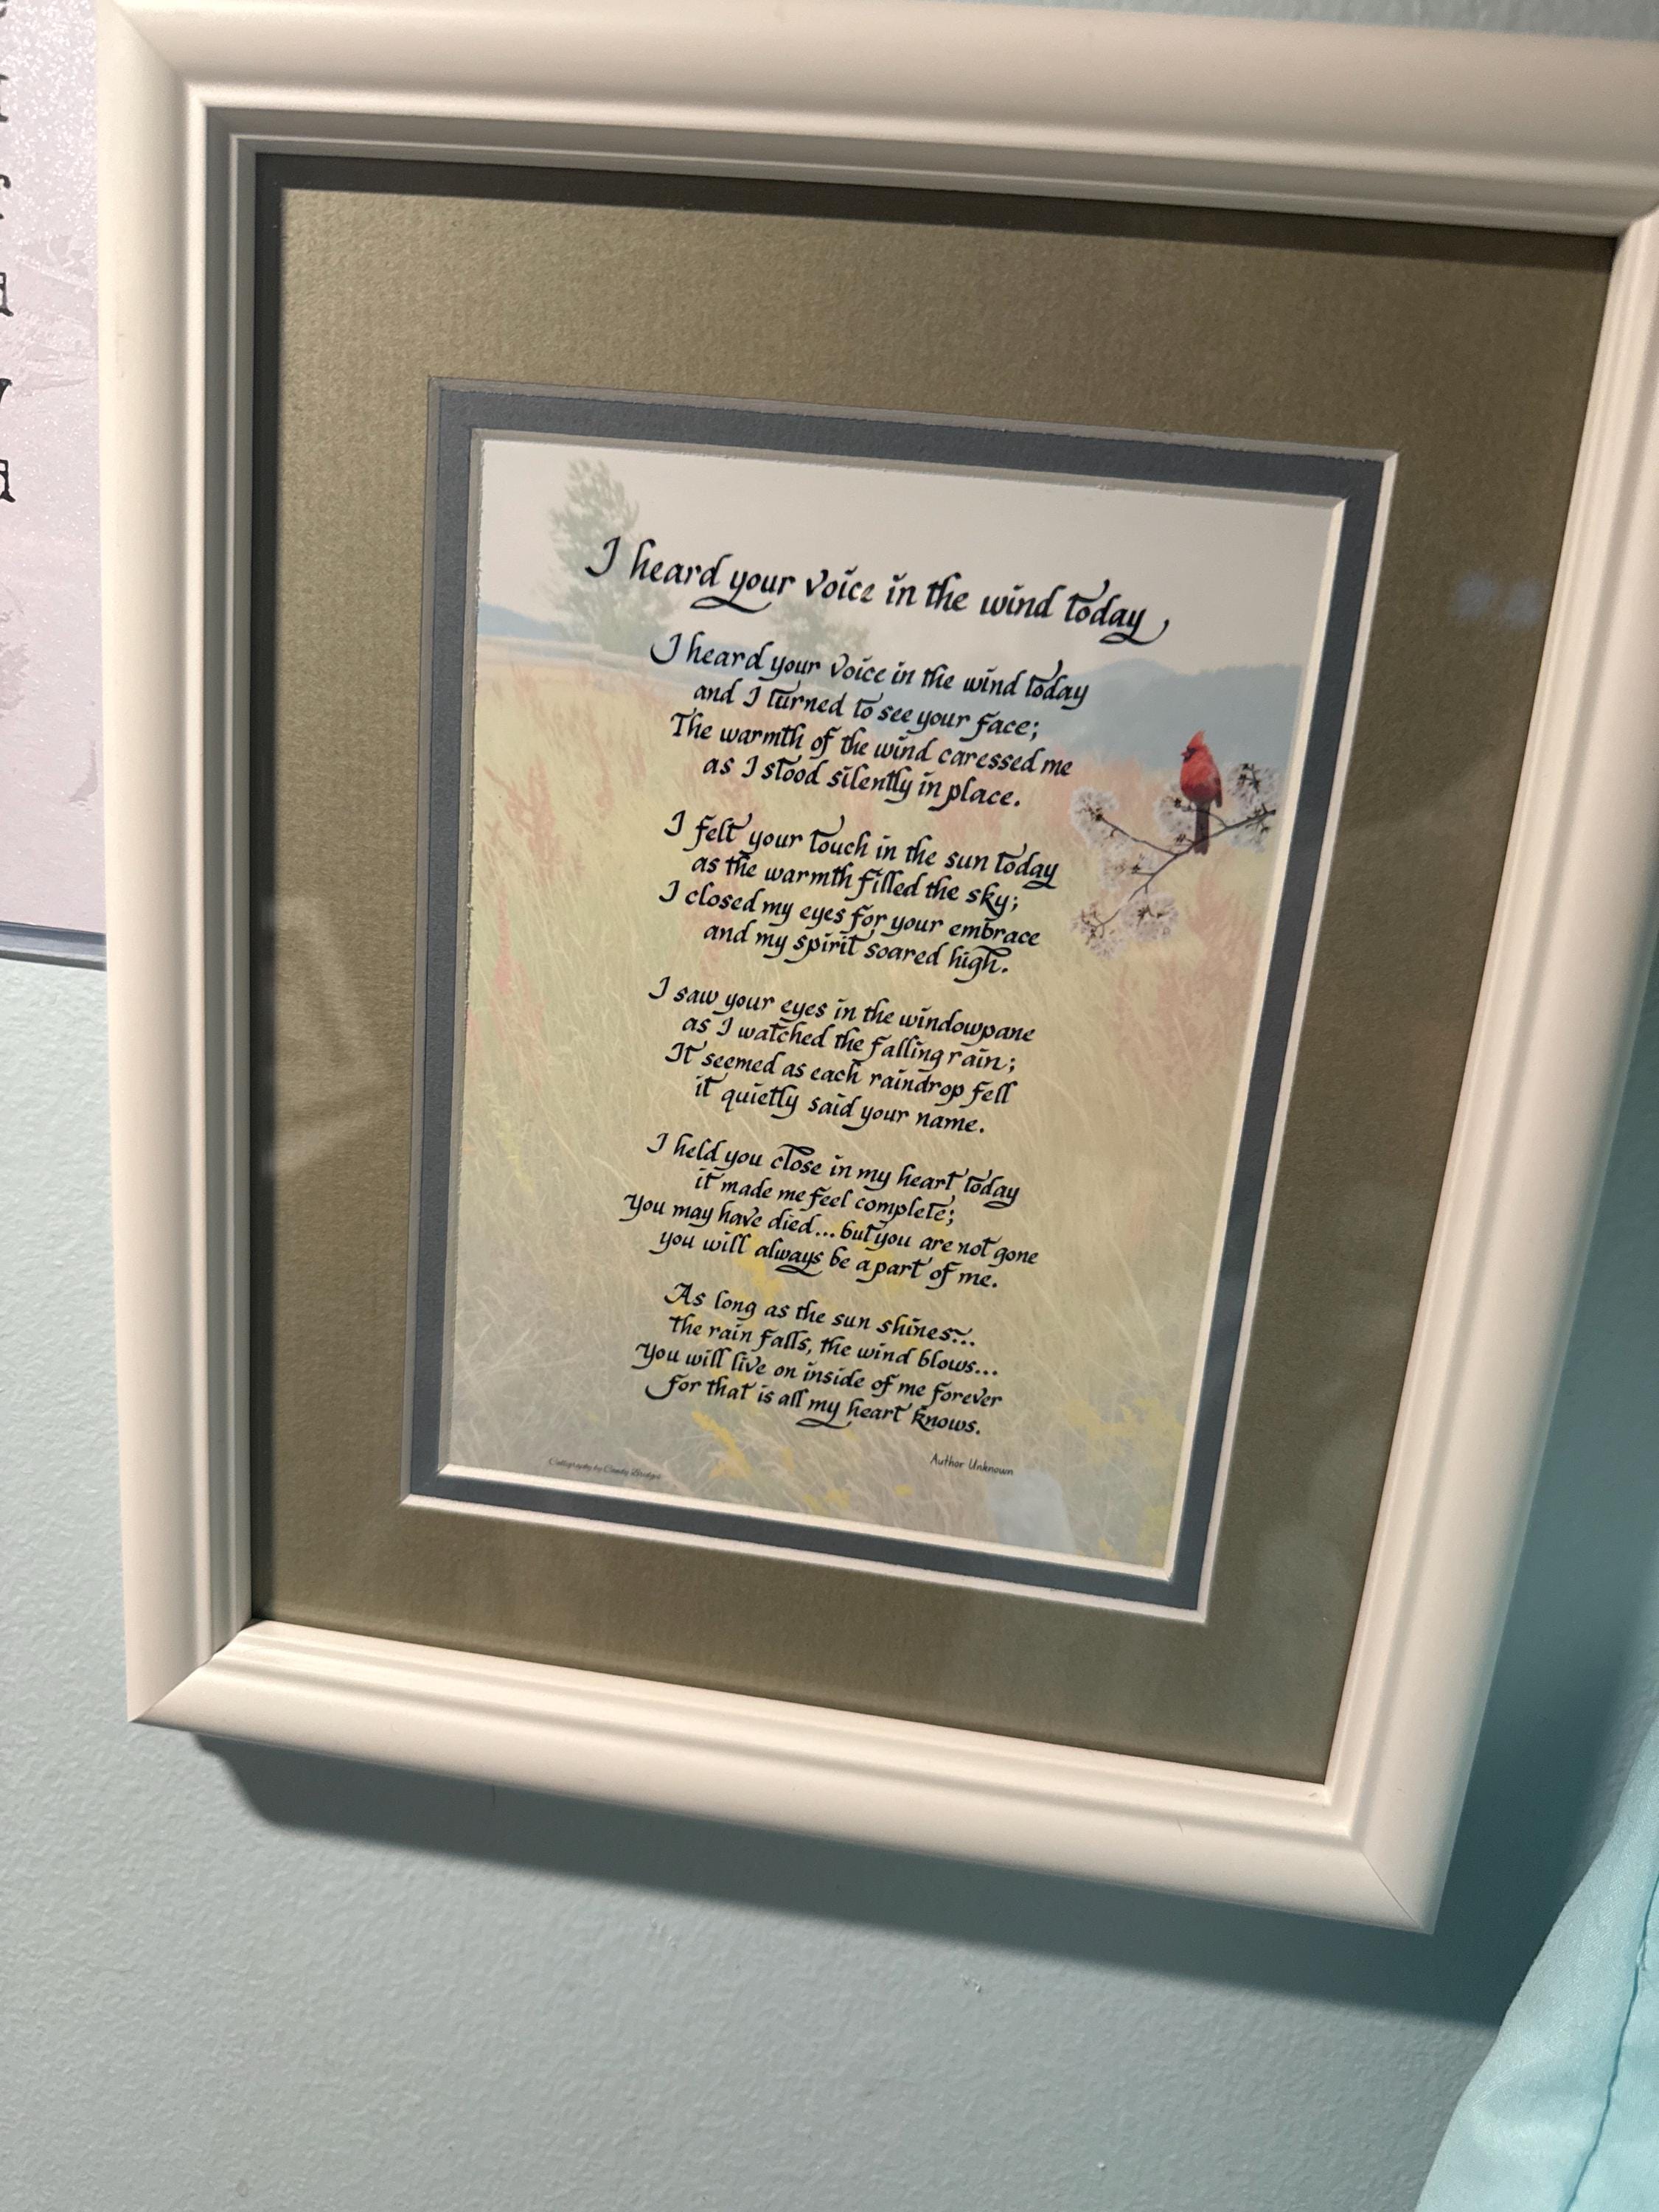 I heard your voice in the wind today
I heard your voice in the wind today
and I turned to see your face;
The warmth of the wind caressed me
as I stood silently in place.
I felt your touch in the sun today
as the warmth filled the sky;
I closed my eyes for your embrace
and my spirit soared high.
I saw your eyes in the windowpane
as I watched the falling rain;
It seemed as each raindrop fell
it quietly said your name.
I held you close in my heart today
it made me feel complete;
You may have died... but you are not gone
you will always be a part of me.
As long as the sun shines...
the rain falls, the wind blows...
You will live on inside of me forever
for that is all my heart knows.
Author Unknown
Calligraphy by